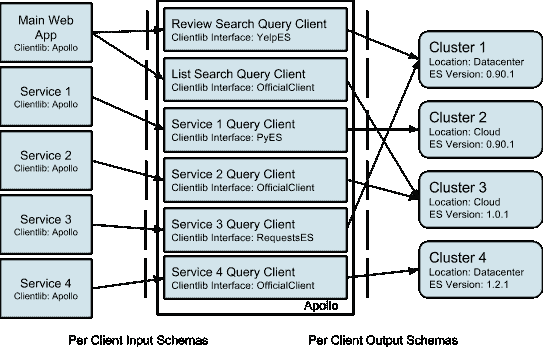 Main Web
App
Clientlib: Apollo
Service 1
Clientlib: Apollo
Service 2
Clientlib: Apollo
Service 3
Clientlib: Apollo
Service 4
Clientlib: Apollo
Review Search Query Client
Clientlib Interface: YelpES
List Search Query Client
Clientlib Interface: OfficialClient
Service 1 Query Client
Clientlib Interface: PyES
Service 2 Query Client
Clientlib Interface: OfficialClient
Service 3 Query Client
Clientlib Interface: RequestsES
Service 4 Query Client
Clientlib Interface: OfficialClient
Apollo
Cluster 1
Location: Datacenter
ES Version: 0.90.1
Cluster 2
Location: Cloud
ES Version: 0.90.1
Cluster 3
Location: Cloud
ES Version: 1.0.1
Cluster 4
Location: Datacenter
ES Version: 1.2.1
Per Client Input Schemas
Per Client Output Schemas